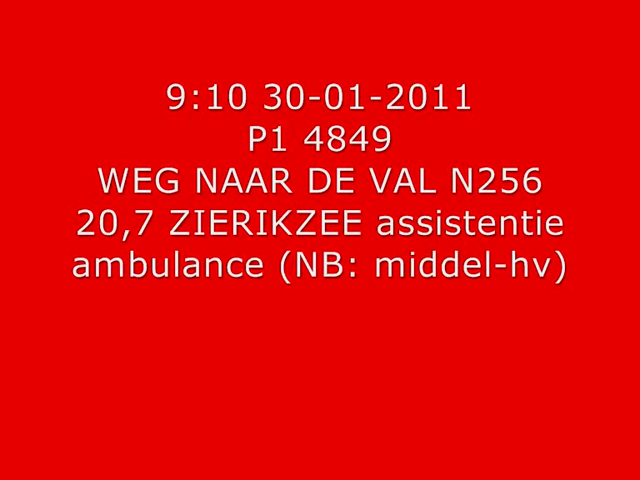 9:10 30-01-2011
P1 4849
WEG NAAR DE VAL N256
20,7 ZIERIKZEE assistentie
ambulance (NB: middel-hv)